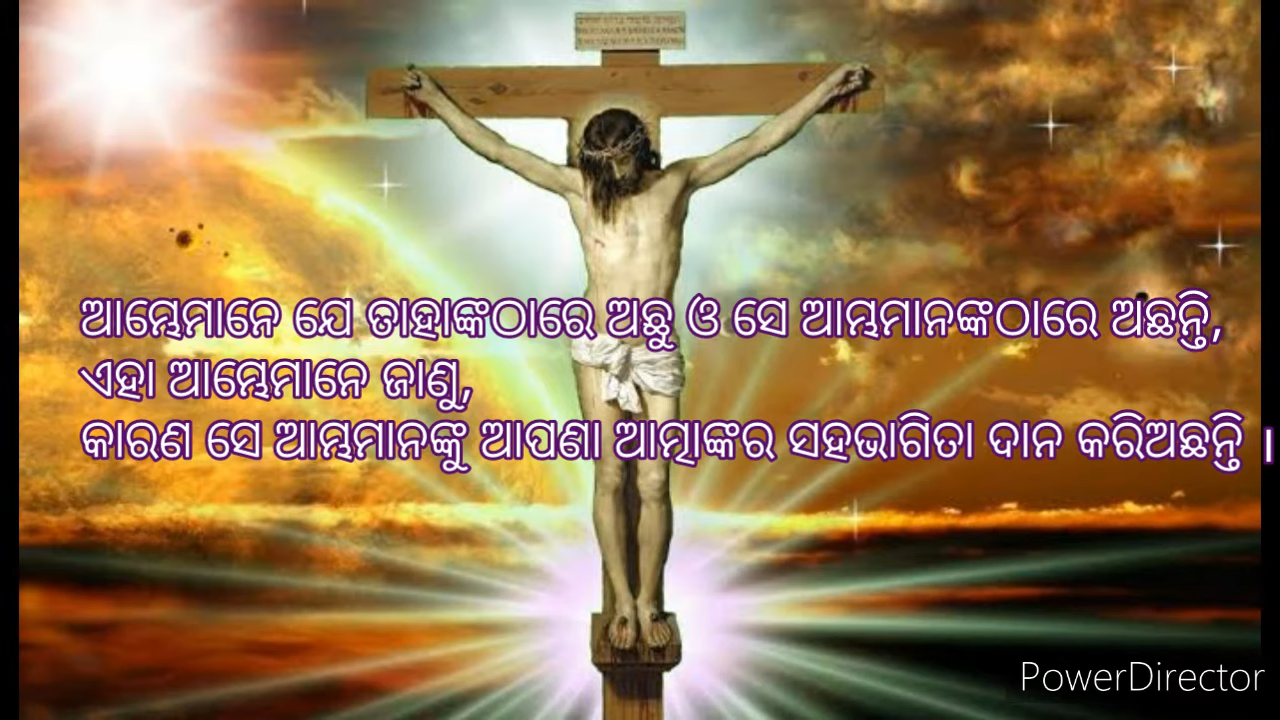 ଆମ୍ଭେମାନେ ଯେ ତାହାଙ୍କଠାରେ ଅଛୁ ଓ ସେ ଆମ୍ଭମାନଙ୍କଠାରେ ଅଛନ୍ତି,
ଏହା ଆମ୍ଭେମାନେ ଜାଣୁ,
କାରଣ ସେ ଆମ୍ଭମାନଙ୍କୁ ଆପଣା ଆତ୍ମାଙ୍କର ସହଭାଗିତା ଦାନ କରିଅଛନ୍ତି ।
PowerDirector